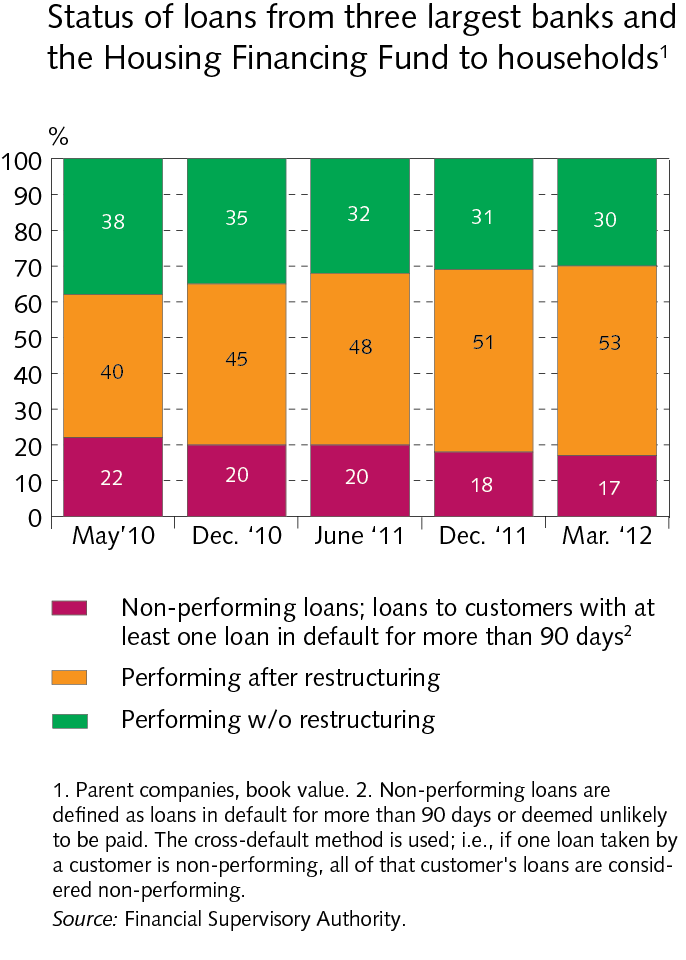 Status of loans from three largest banks and
the Housing Financing Fund to households¹
%
100
90
80
70
60
50
40
30
20
10
0
38
35
32
31
30
40
45
48
51
53
22
20
20
18
17
May’10
Dec. ‘10
June ‘11
Dec. ‘11
Mar. ‘12
Non-performing loans; loans to customers with at
least one loan in default for more than 90 days²
Performing after restructuring
Performing w/o restructuring
1. Parent companies, book value. 2. Non-performing loans are
defined as loans in default for more than 90 days or deemed unlikely
to be paid. The cross-default method is used; i.e., if one loan taken by
a customer is non-performing, all of that customer's loans are consid-
ered non-performing.
Source: Financial Supervisory Authority.